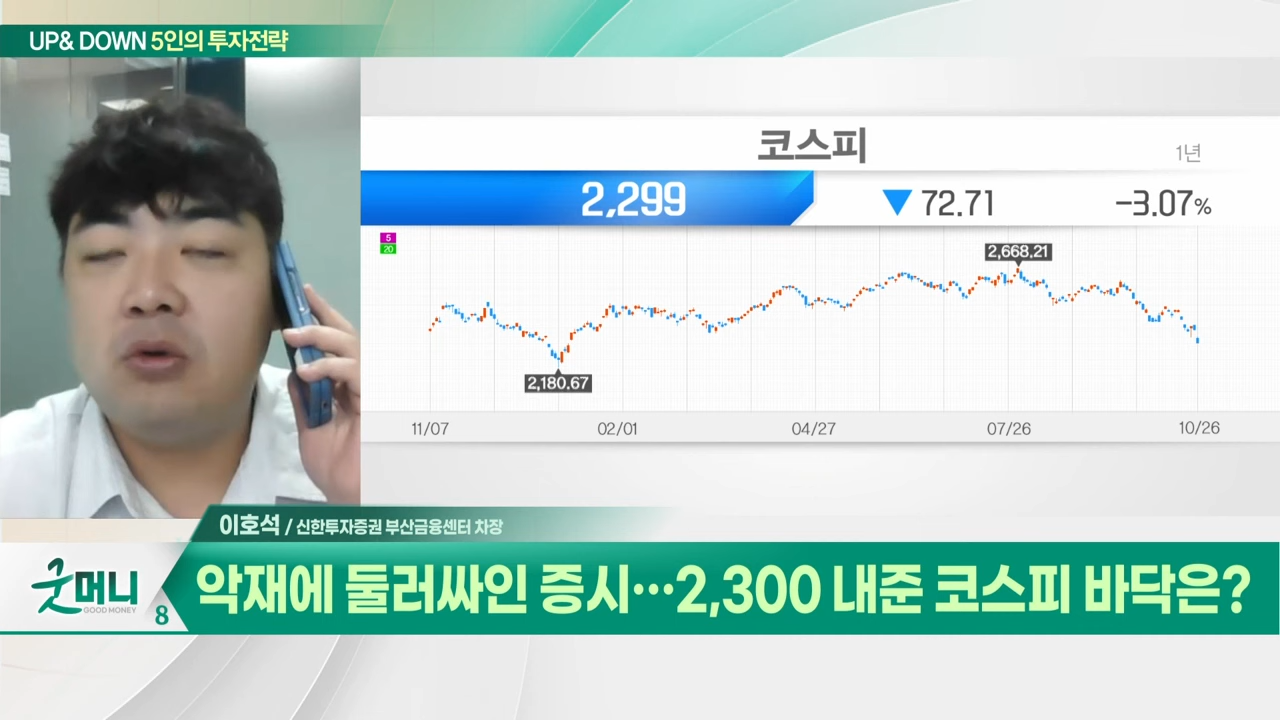 UP& DOWN 5인의 투자전략
코스피
1년
2,299
▼ 72.71
-3.07%
5
20
2,668.21
2,180.67
11/07
02/01
04/27
07/26
10/26
이호석 / 신한투자증권 부산금융센터 차장
굿머니
GOOD MONEY
8
악재에 둘러싸인 증시…2,300 내준 코스피 바닥은?